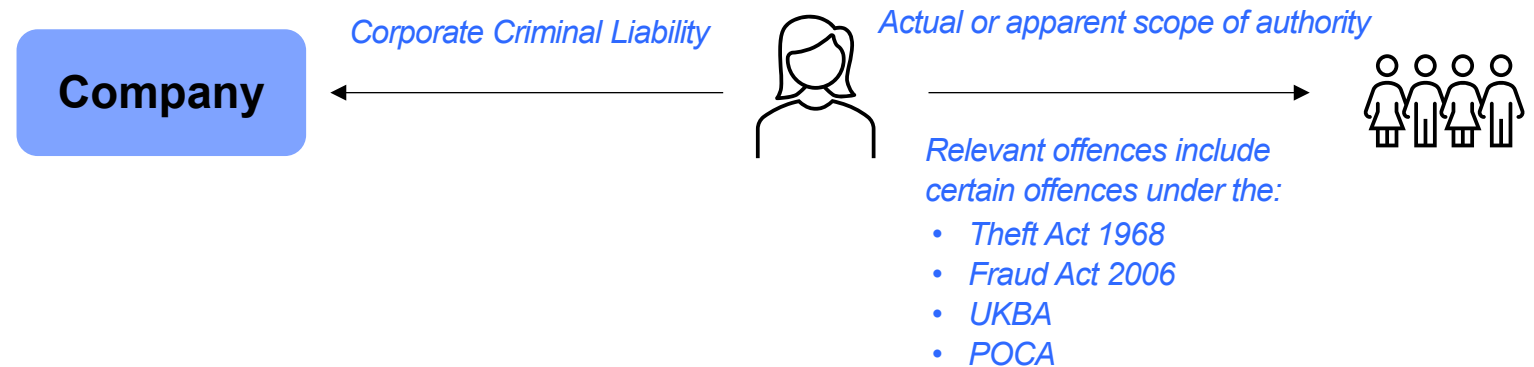 Corporate Criminal Liability
Actual or apparent scope of authority
Company
Relevant offences include
certain offences under the:
• Theft Act 1968
• Fraud Act 2006
• UKBA
• POCA